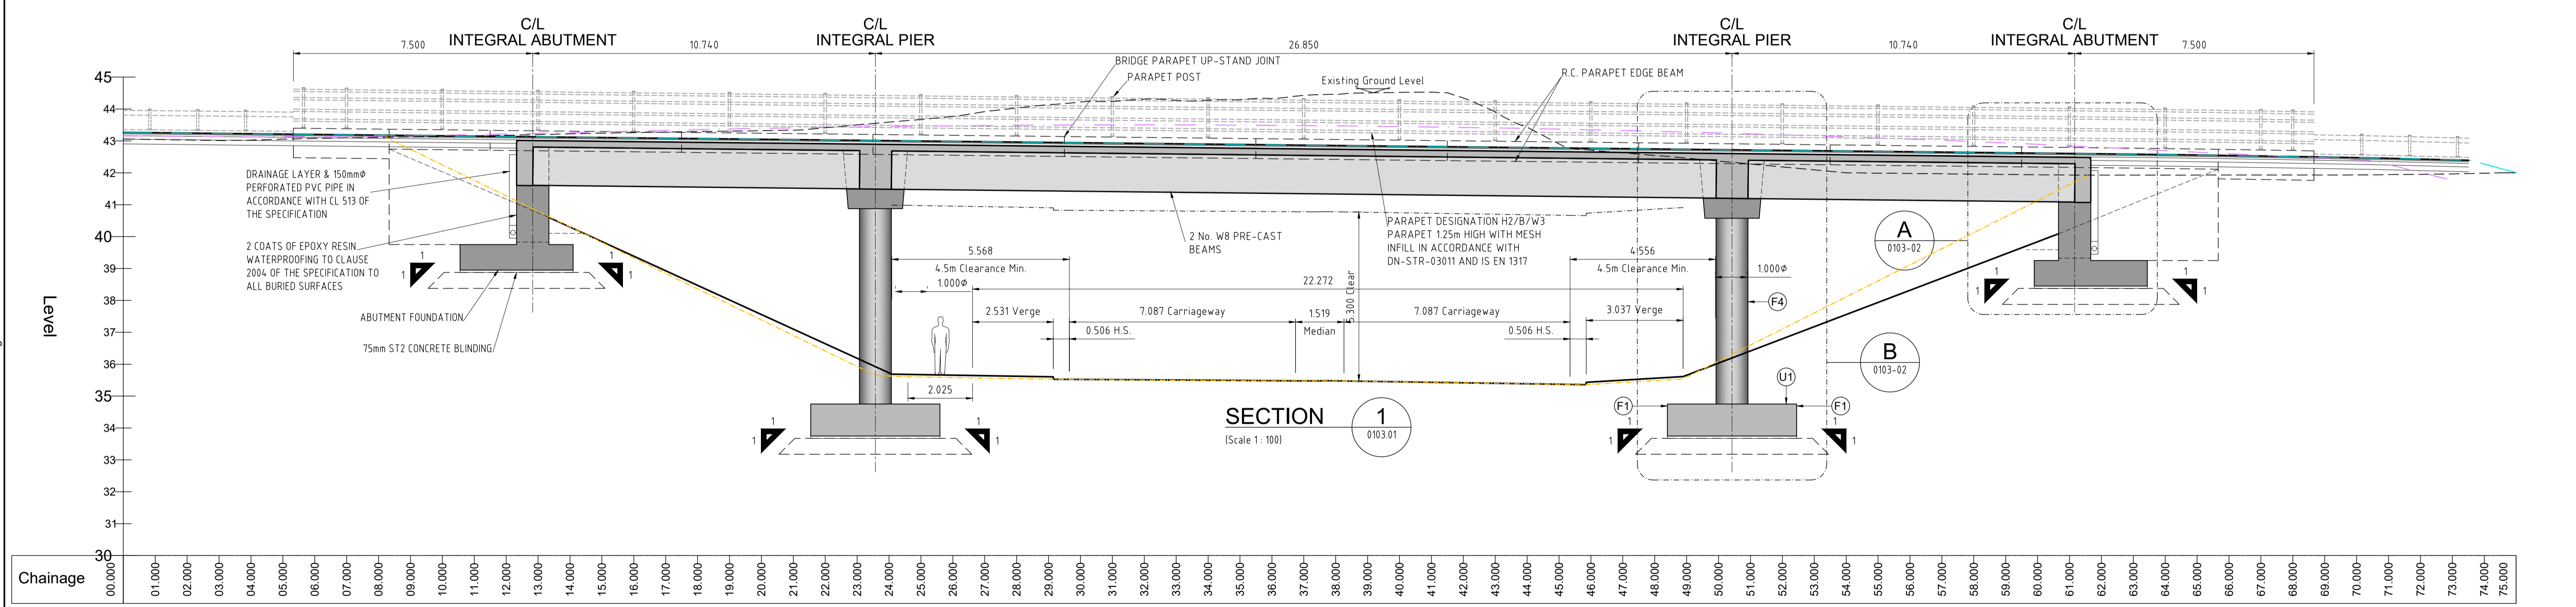 C/L
INTEGRAL ABUTMENT
C/L
INTEGRAL PIER
C/L
INTEGRAL PIER
C/L
INTEGRAL ABUTMENT
7.500
10.740
26.850
10.740
7.500
BRIDGE PARAPET UP-STAND JOINT
PARAPET POST
Existing Ground Level
R.C. PARAPET EDGE BEAM
45
44
43
42
41
40
39
38
37
36
35
34
33
32
31
30
Level
DRAINAGE LAYER & 150mmØ
PERFORATED PVC PIPE IN
ACCORDANCE WITH CL 513 OF
THE SPECIFICATION
2 COATS OF EPOXY RESIN
WATERPROOFING TO CLAUSE
2004 OF THE SPECIFICATION TO
ALL BURIED SURFACES
ABUTMENT FOUNDATION
75mm ST2 CONCRETE BLINDING
1
1
1
1
2 No. W8 PRE-CAST
BEAMS
PARAPET DESIGNATION H2/B/W3
PARAPET 1.25m HIGH WITH MESH
INFILL IN ACCORDANCE WITH
DN-STR-03011 AND IS EN 1317
5.568
4.5m Clearance Min.
1.000Ø
22.272
5.300 Clear
4.556
4.5m Clearance Min.
1.000Ø
2.531 Verge
0.506 H.S.
7.087 Carriageway
1.519
Median
7.087 Carriageway
0.506 H.S.
3.037 Verge
2.025
F4
U1
F1
F1
A
0103-02
B
0103-02
1
1
1
1
1
1
1
1
1
1
1
1
SECTION
(Scale 1 : 100)
1
0103.01
Chainage
00.000
01.000
02.000
03.000
04.000
05.000
06.000
07.000
08.000
09.000
10.000
11.000
12.000
13.000
14.000
15.000
16.000
17.000
18.000
19.000
20.000
21.000
22.000
23.000
24.000
25.000
26.000
27.000
28.000
29.000
30.000
31.000
32.000
33.000
34.000
35.000
36.000
37.000
38.000
39.000
40.000
41.000
42.000
43.000
44.000
45.000
46.000
47.000
48.000
49.000
50.000
51.000
52.000
53.000
54.000
55.000
56.000
57.000
58.000
59.000
60.000
61.000
62.000
63.000
64.000
65.000
66.000
67.000
68.000
69.000
70.000
71.000
72.000
73.000
74.000
75.000